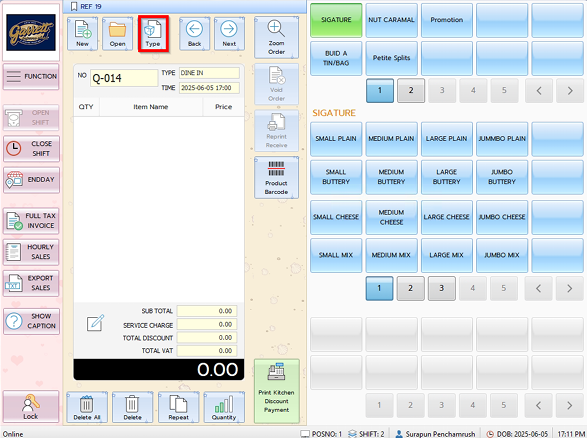 REF 19
Garrett
New
Open
Type
Back
Next
Zoom
Order
FUNCTION
OPEN
SHIFT
CLOSE
SHIFT
ENDDAY
FULL TAX
INVOICE
HOURLY
SALES
EXPORT
SALES
TXT
SHOW
CAPTION
Lock
NO Q-014
TYPE DINE IN
TIME 2025-06-05 17:00
QTY Item Name Price
Void
Order
Reprint
Receive
Product
Barcode
SUB TOTAL 0.00
SERVICE CHARGE 0.00
TOTAL DISCOUNT 0.00
TOTAL VAT 0.00
0.00
Print Kitchen
Discount
Payment
Delete All
Delete
Repeat
Quantity
SIGATURE
NUT CARAMAL
Promotion
BUID A
TIN/BAG
Petite Splits
1 2 3 4 5 < >
SIGATURE
SMALL PLAIN
MEDIUM PLAIN
LARGE PLAIN
JUMMBO PLAIN
SMALL
BUTTERY
MEDIUM
BUTTERY
LARGE
BUTTERY
JUMBO
BUTTERY
SMALL CHEESE
MEDIUM
CHEESE
LARGE CHEESE
JUMBO CHEESE
SMALL MIX
MEDIUM MIX
LARGE MIX
JUMBO MIX
1 2 3 4 5 < >
1 2 3 4 5 < >
Online
POSNO: 1
SHIFT: 2
Surapun Penchamrush
DOB: 2025-06-05
17:11 PM